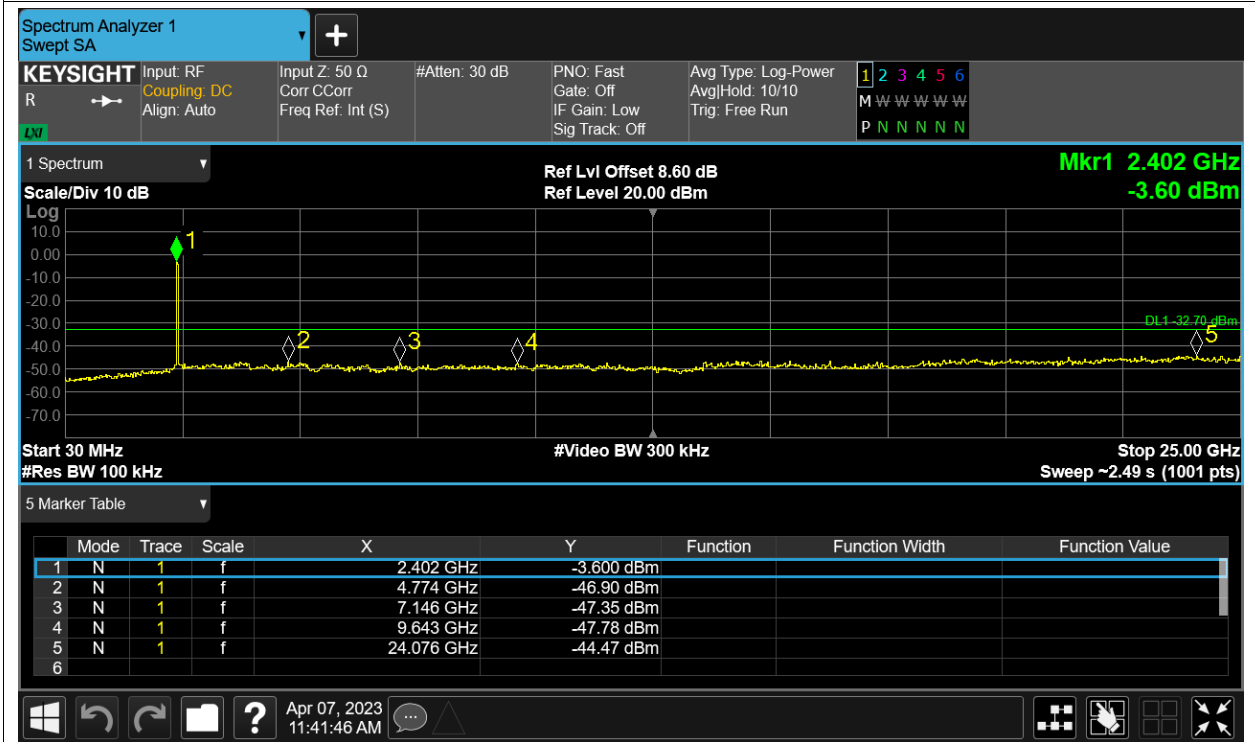 Spectrum Analyzer 1
Swept SA
+
KEYSIGHT
R
LXI
Input: RF
Coupling: DC
Align: Auto
Input Z: 50 Ω
Corr CCorr
Freq Ref: Int (S)
#Atten: 30 dB
PNO: Fast
Gate: Off
IF Gain: Low
Sig Track: Off
Avg Type: Log-Power
Avg|Hold: 10/10
Trig: Free Run
1 2 3 4 5 6
M W W W W W
P N N N N N
1 Spectrum
Scale/Div 10 dB
Ref Lvl Offset 8.60 dB
Ref Level 20.00 dBm
Mkr1 2.402 GHz
-3.60 dBm
Log
10.0
0.00
-10.0
-20.0
-30.0
-40.0
-50.0
-60.0
-70.0
1
2
3
4
5
DL1 -32.70 dBm
Start 30 MHz
#Res BW 100 kHz
#Video BW 300 kHz
Stop 25.00 GHz
Sweep ~2.49 s (1001 pts)
5 Marker Table
Mode Trace Scale X Y Function Function Width Function Value
1 N 1 f 2.402 GHz -3.600 dBm
2 N 1 f 4.774 GHz -46.90 dBm
3 N 1 f 7.146 GHz -47.35 dBm
4 N 1 f 9.643 GHz -47.78 dBm
5 N 1 f 24.076 GHz -44.47 dBm
6
?
Apr 07, 2023
11:41:46 AM